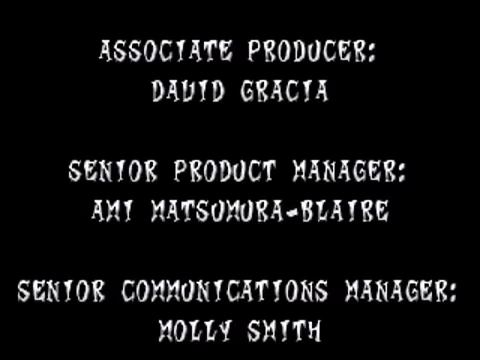 ASSOCIATE PRODUCER:
DAVID GRACIA
SENIOR PRODUCT MANAGER:
AMI MATSUMURA-BLAIRE
SENIOR COMMUNICATIONS MANAGER:
MOLLY SMITH